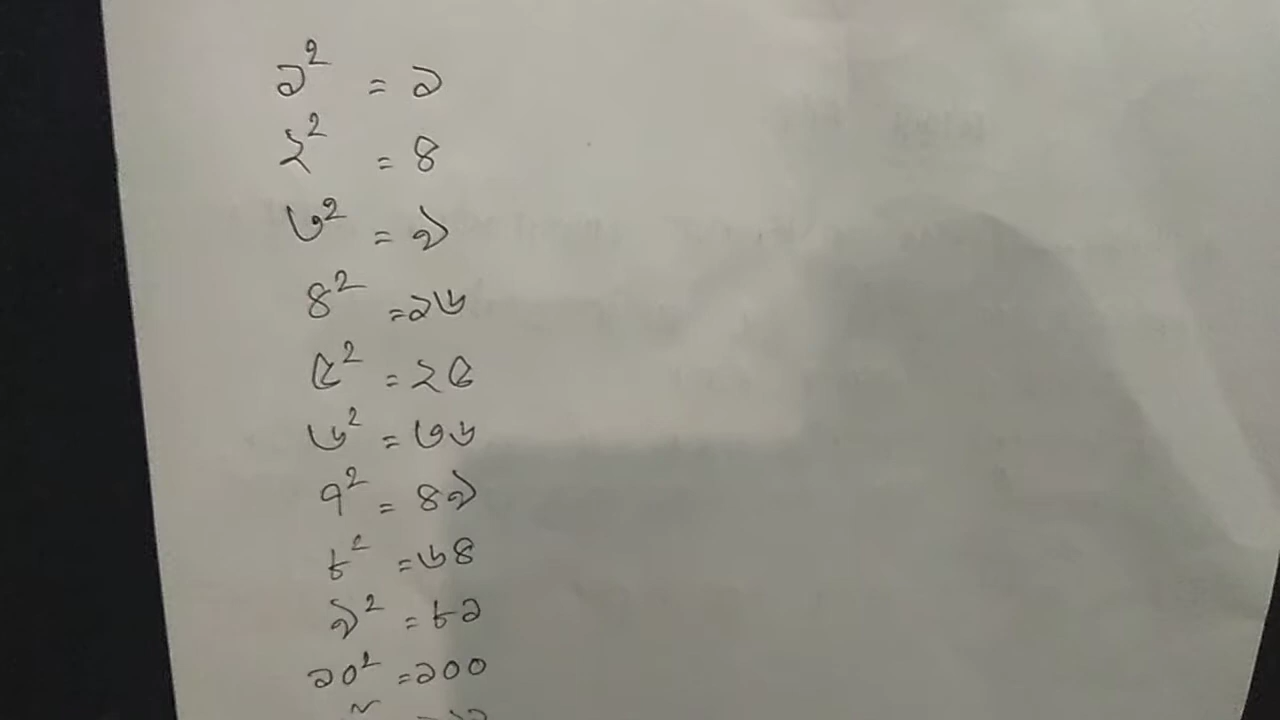 ১² = ১
২² = ৪
৩² = ৯
৪² = ১৬
৫² = ২৫
৬² = ৩৬
৭² = ৪৯
৮² = ৬৪
৯² = ৮১
১০² = ১০০